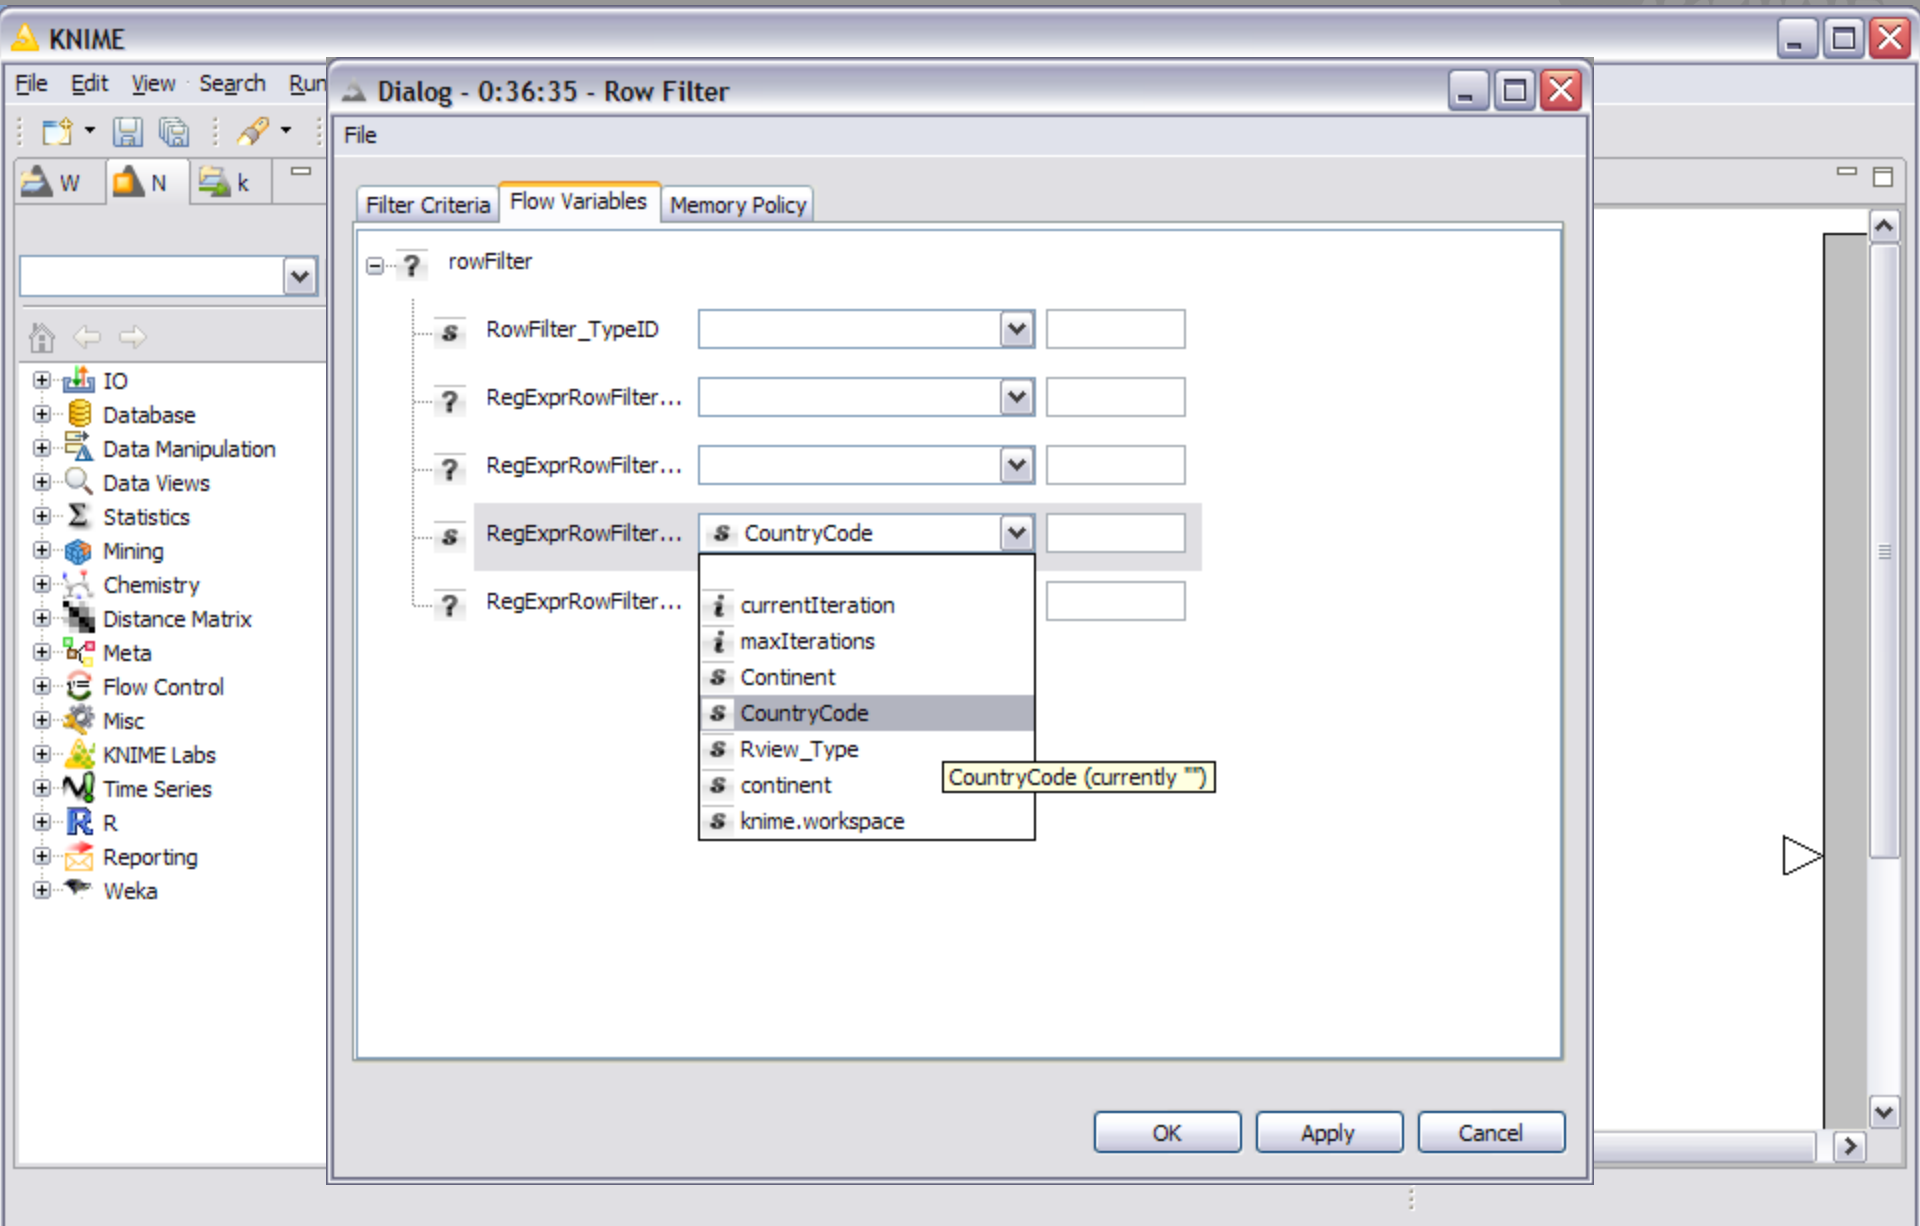 KNIME
File Edit View Search Run
Dialog - 0:36:35 - Row Filter
File
W N k
Filter Criteria Flow Variables Memory Policy
rowFilter
RowFilter_TypeID
RegExprRowFilter...
RegExprRowFilter...
RegExprRowFilter... s CountryCode
RegExprRowFilter...
i currentIteration
i maxIterations
s Continent
s CountryCode
s Rview_Type
s continent
s knime.workspace
CountryCode (currently "")
IO
Database
Data Manipulation
Data Views
Statistics
Mining
Chemistry
Distance Matrix
Meta
Flow Control
Misc
KNIME Labs
Time Series
R
Reporting
Weka
OK Apply Cancel